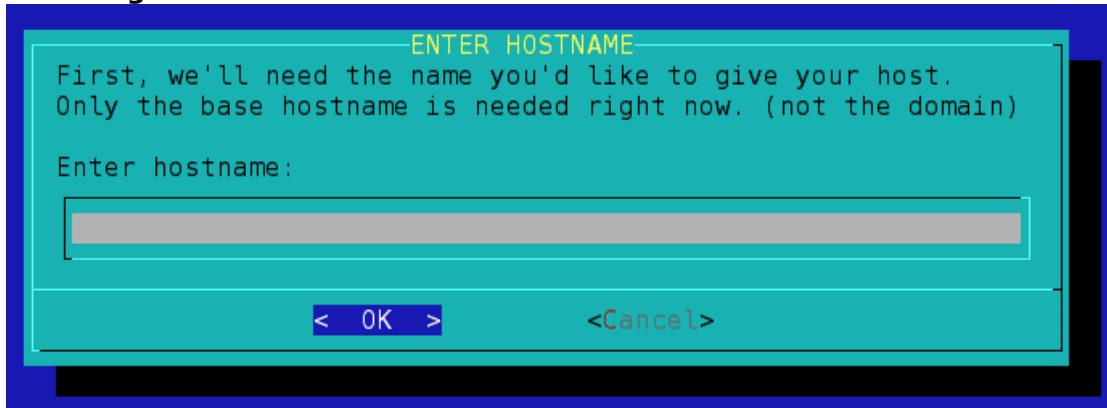 ENTER HOSTNAME
First, we'll need the name you'd like to give your host.
Only the base hostname is needed right now. (not the domain)
Enter hostname:
< OK > <Cancel>